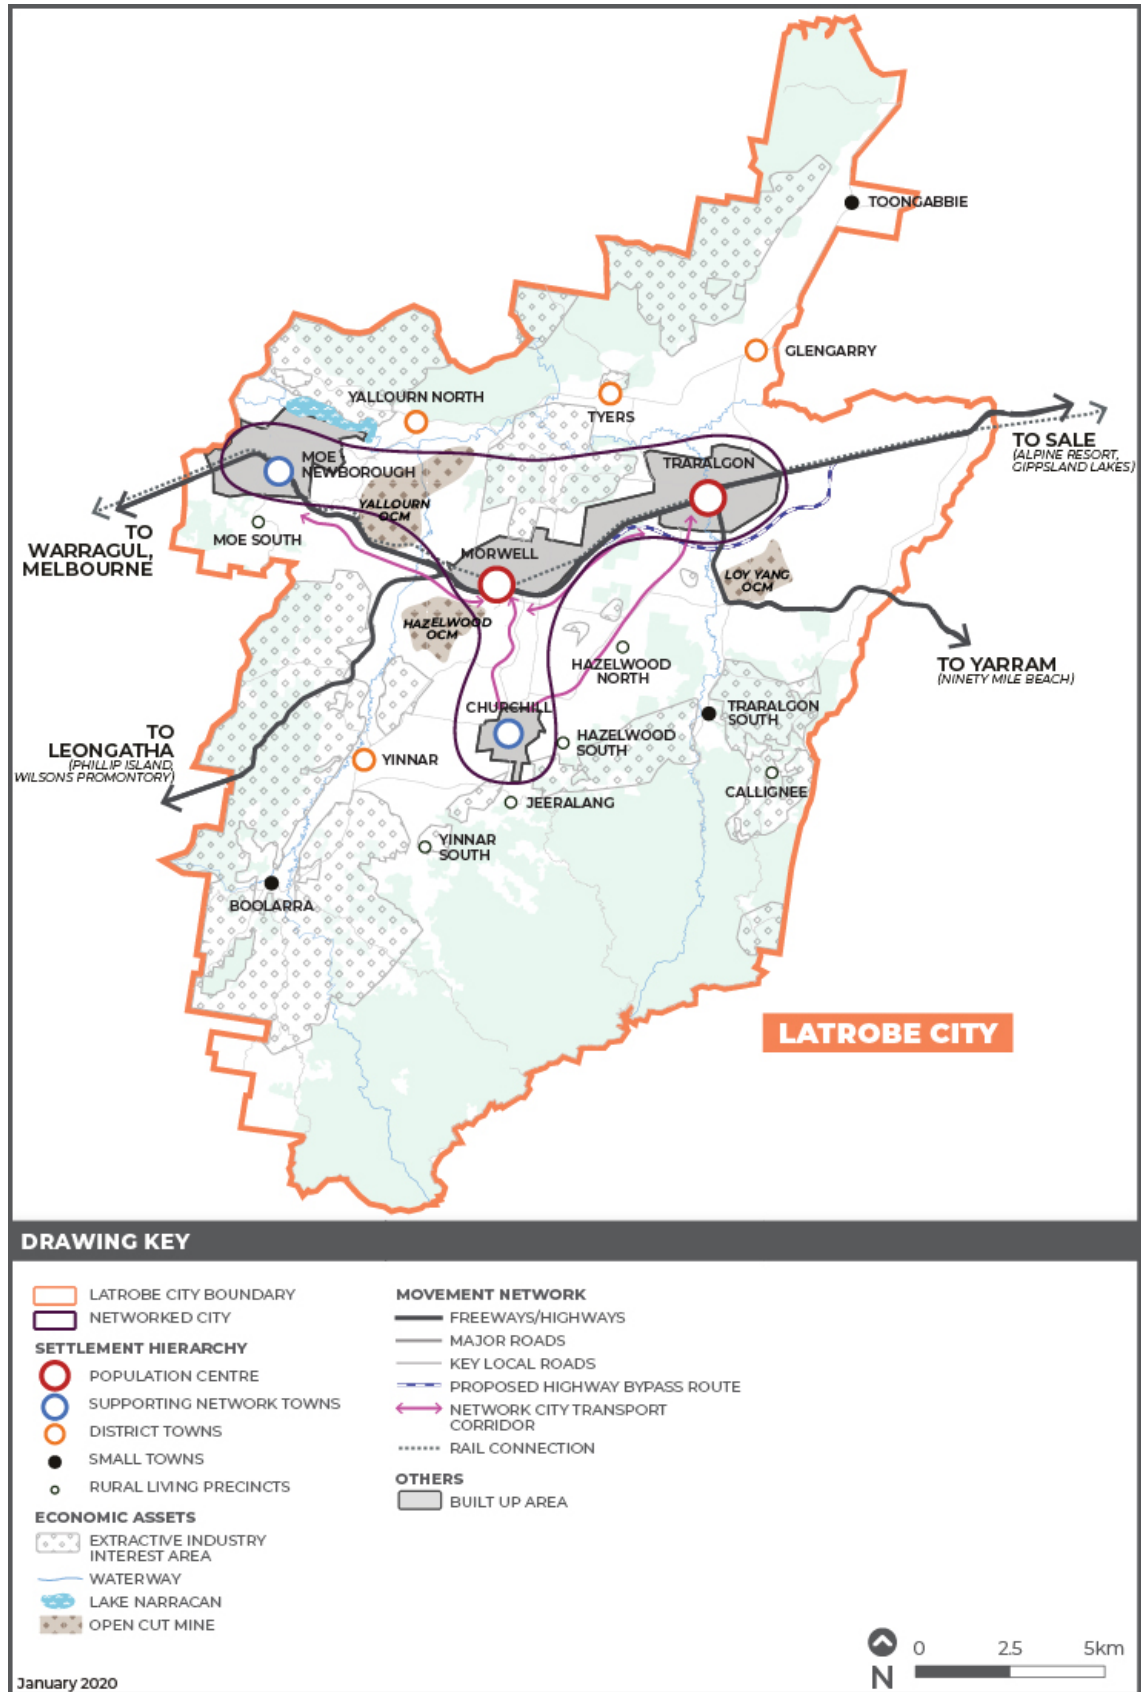 TOONGABBIE
GLENGARRY
YALLOURN NORTH
TYERS
TO SALE
(ALPINE RESORT,
GIPPSLAND LAKES)
MOE
NEWBOROUGH
TRARALGON
YALLOURN
OCM
TO
WARRAGUL,
MELBOURNE
MOE SOUTH
MORWELL
LOY YANG
OCM
HAZELWOOD
OCM
HAZELWOOD
NORTH
TO YARRAM
(NINETY MILE BEACH)
CHURCHILL
TRARALGON
SOUTH
TO
LEONGATHA
(PHILLIP ISLAND,
WILSONS PROMONTORY)
HAZELWOOD
SOUTH
YINNAR
CALLIGNEE
JEERALANG
YINNAR
SOUTH
BOOLARRA
LATROBE CITY
DRAWING KEY
LATROBE CITY BOUNDARY
NETWORKED CITY
SETTLEMENT HIERARCHY
POPULATION CENTRE
SUPPORTING NETWORK TOWNS
DISTRICT TOWNS
SMALL TOWNS
RURAL LIVING PRECINCTS
ECONOMIC ASSETS
EXTRACTIVE INDUSTRY
INTEREST AREA
WATERWAY
LAKE NARRACAN
OPEN CUT MINE
MOVEMENT NETWORK
FREEWAYS/HIGHWAYS
MAJOR ROADS
KEY LOCAL ROADS
PROPOSED HIGHWAY BYPASS ROUTE
NETWORK CITY TRANSPORT
CORRIDOR
RAIL CONNECTION
OTHERS
BUILT UP AREA
N
0 2.5 5km
January 2020